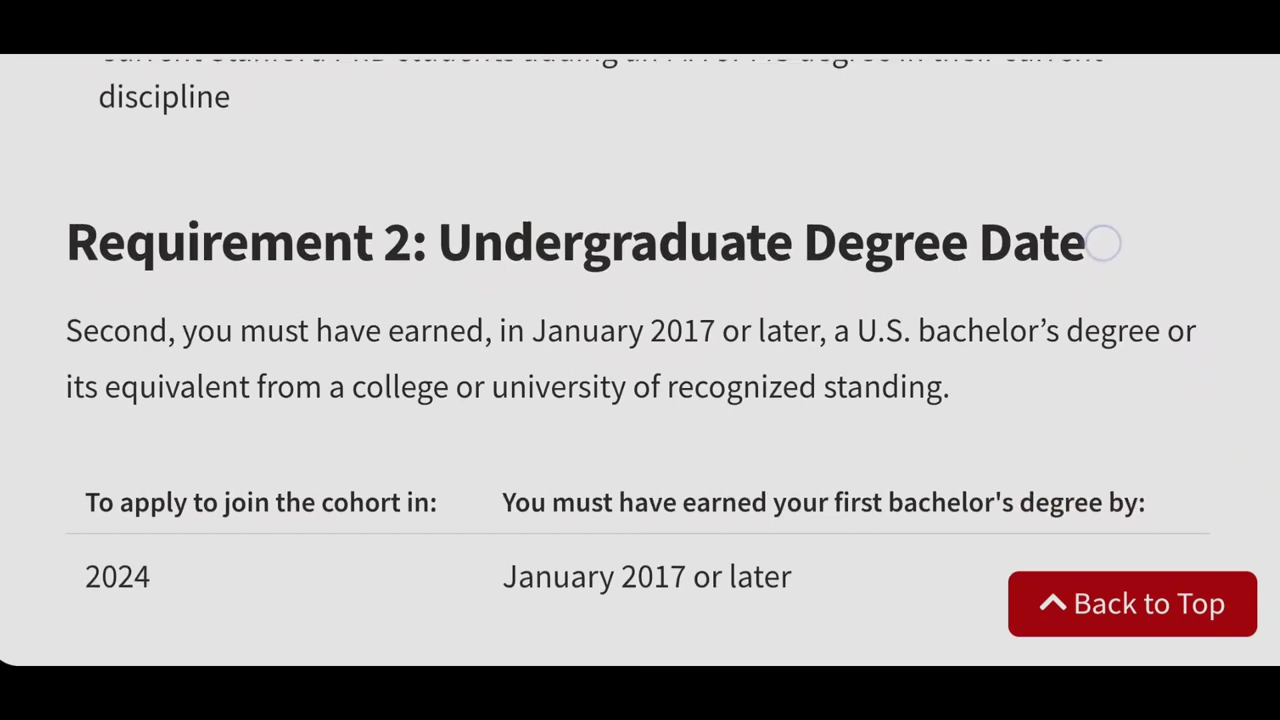 discipline
Requirement 2: Undergraduate Degree Date
Second, you must have earned, in January 2017 or later, a U.S. bachelor’s degree or
its equivalent from a college or university of recognized standing.
To apply to join the cohort in: You must have earned your first bachelor's degree by:
2024 January 2017 or later
Back to Top